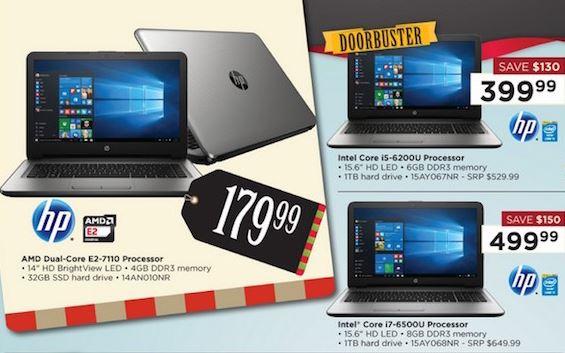 hp
AMD
E2
179.99
AMD Dual-Core E2-7110 Processor
• 14" HD BrightView LED • 4GB DDR3 memory
• 32GB SSD hard drive • 14AN010NR
DOORBUSTER
SAVE $130
399.99
hp
Intel Core i5-6200U Processor
• 15.6" HD LED • 6GB DDR3 memory
• 1TB hard drive • 15AY067NR - SRP $529.99
SAVE $150
499.99
hp
Intel® Core i7-6500U Processor
• 15.6" HD LED • 8GB DDR3 memory
• 1TB hard drive • 15AY068NR - SRP $649.99